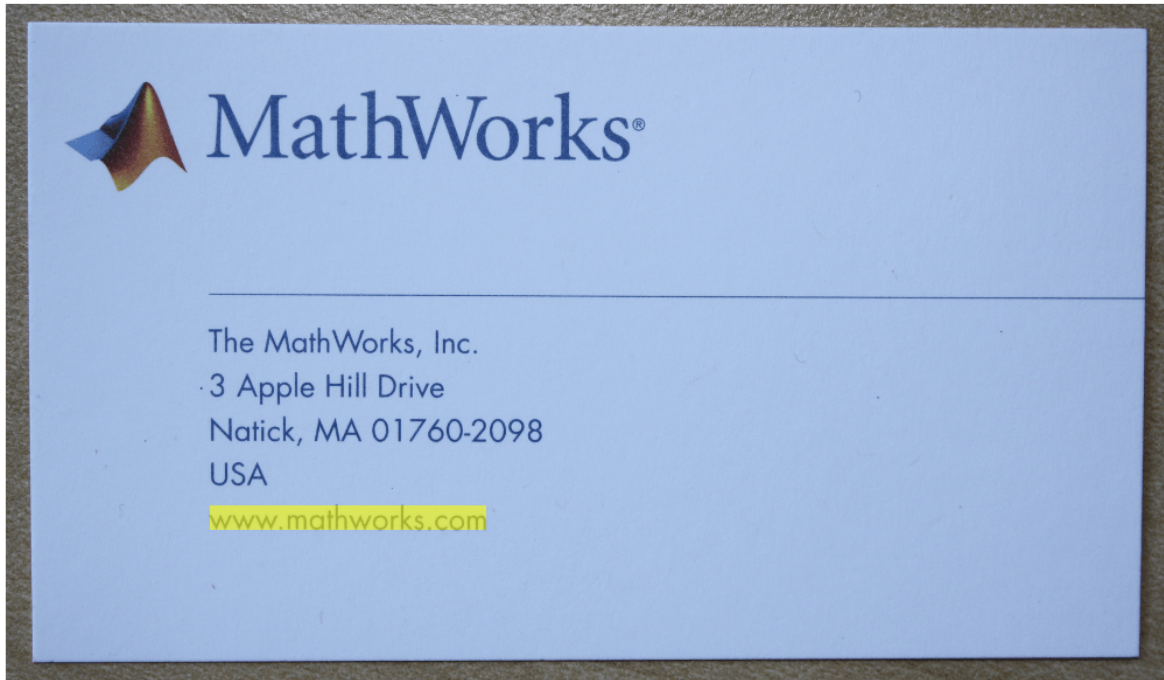 MathWorks®
The MathWorks, Inc.
3 Apple Hill Drive
Natick, MA 01760-2098
USA
www.mathworks.com